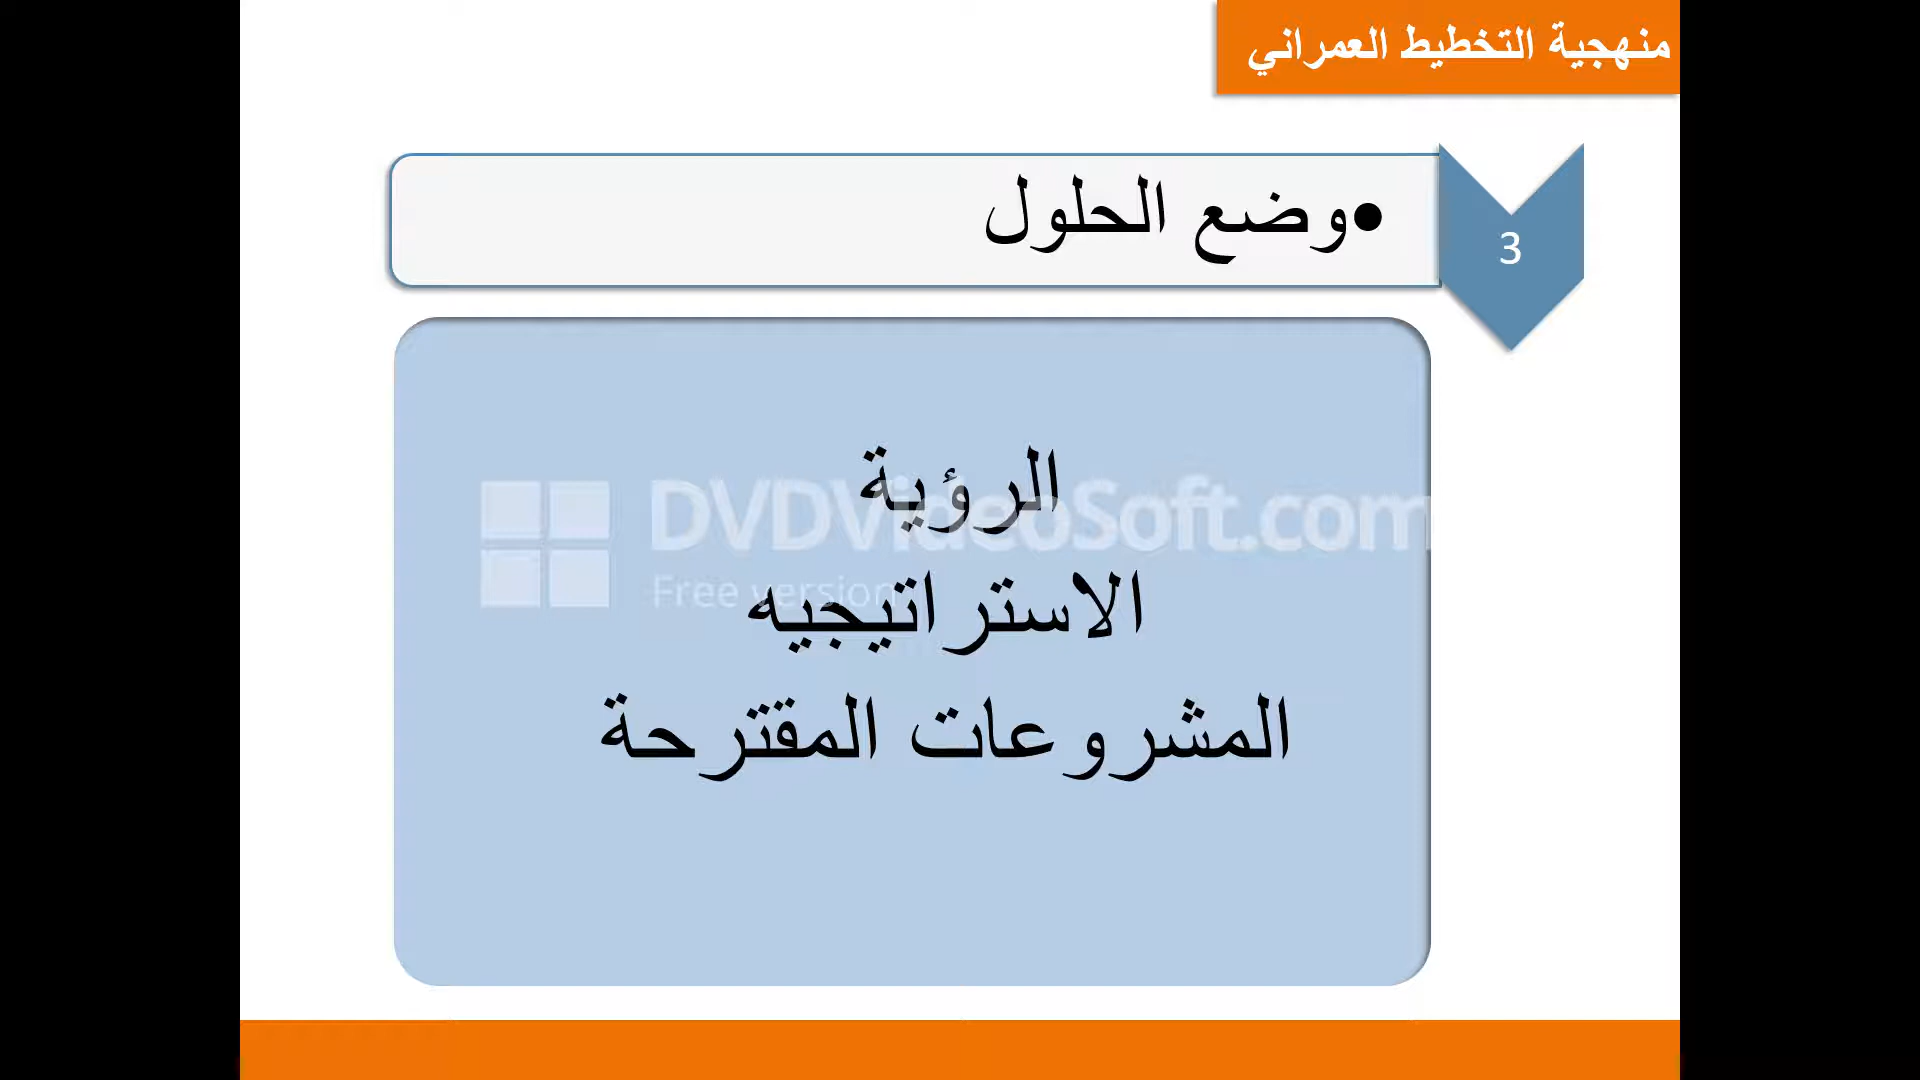 منهجية التخطيط العمراني
•وضع الحلول
3
الرؤية
DVDVideoSoft.com
الاستراتيجيه
Free version
المشروعات المقترحة